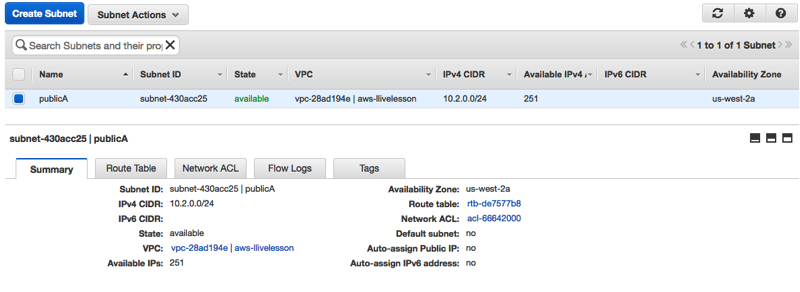 Create Subnet Subnet Actions
Search Subnets and their pro 1 to 1 of 1 Subnet
Name Subnet ID State VPC IPv4 CIDR Available IPv4 IPv6 CIDR Availability Zone
publicA subnet-430acc25 available vpc-28ad194e | aws-llivelesson 10.2.0.0/24 251 us-west-2a
subnet-430acc25 | publicA
Summary Route Table Network ACL Flow Logs Tags
Subnet ID: subnet-430acc25 | publicA Availability Zone: us-west-2a
IPv4 CIDR: 10.2.0.0/24 Route table: rtb-de7577b8
IPv6 CIDR: Network ACL: acl-66642000
State: available Default subnet: no
VPC: vpc-28ad194e | aws-llivelesson Auto-assign Public IP: no
Available IPs: 251 Auto-assign IPv6 address: no